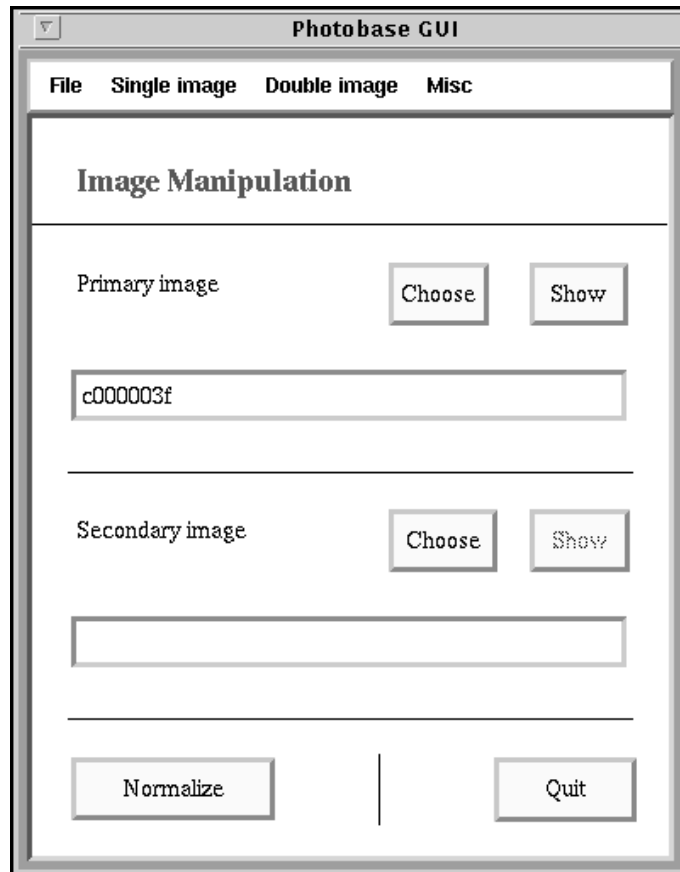 Photobase GUI
File Single image Double image Misc
Image Manipulation
Primary image Choose Show
c000003f
Secondary image Choose Show
Normalize Quit